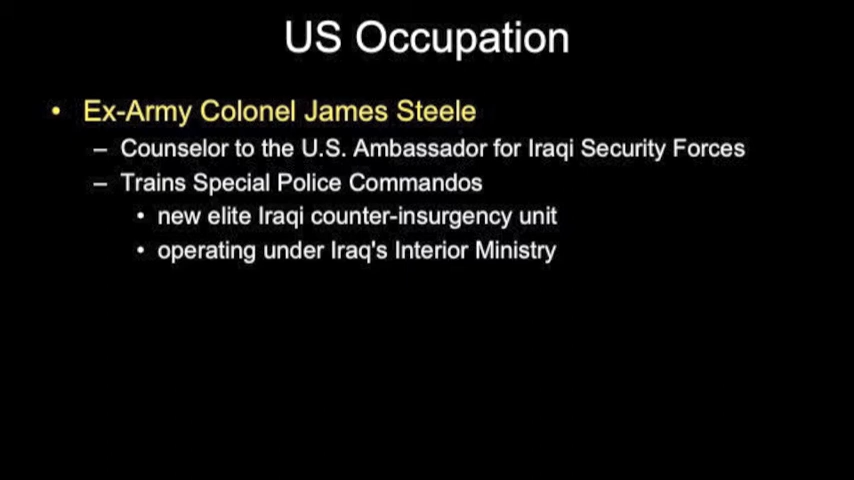 US Occupation
• Ex-Army Colonel James Steele
– Counselor to the U.S. Ambassador for Iraqi Security Forces
– Trains Special Police Commandos
• new elite Iraqi counter-insurgency unit
• operating under Iraq's Interior Ministry